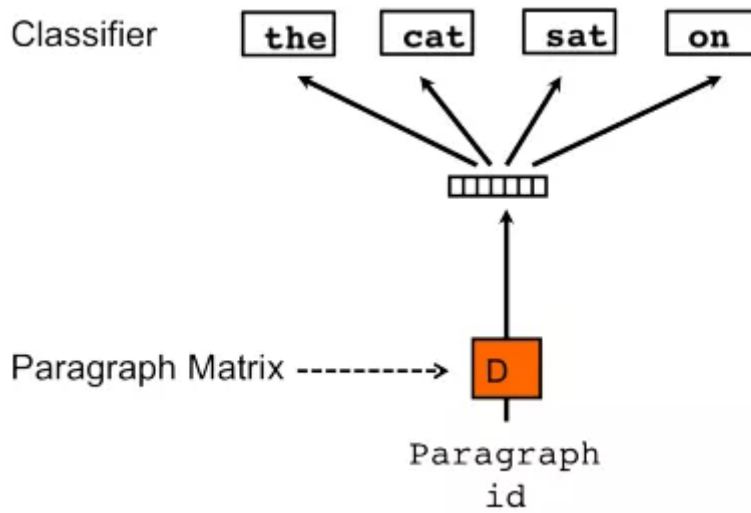 Classifier the cat sat on
Paragraph Matrix D
Paragraph
id